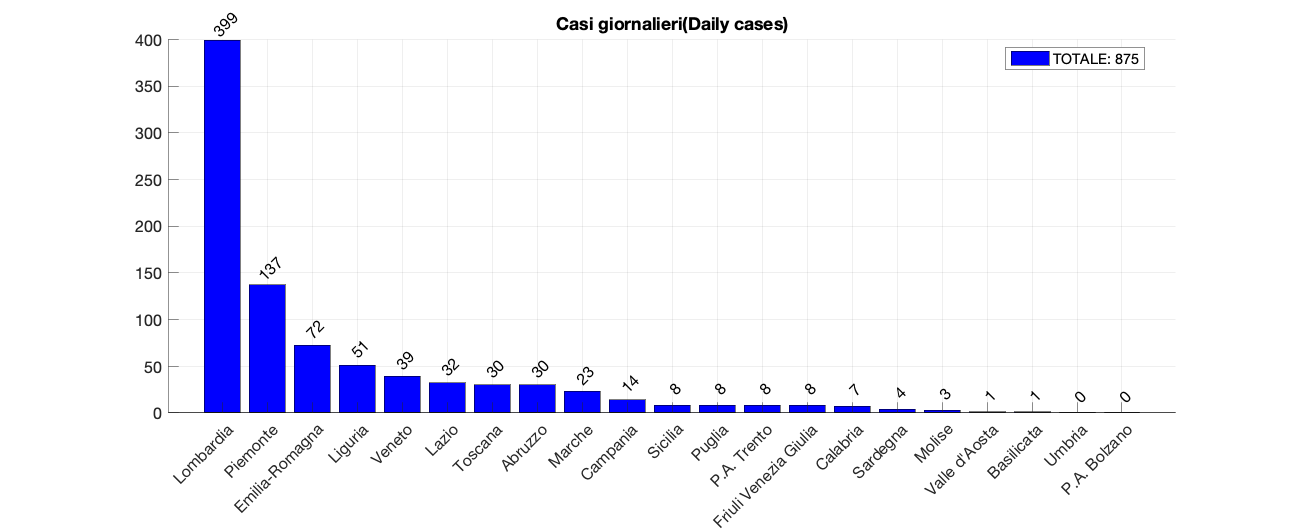 Casi giornalieri(Daily cases)
TOTALE: 875
400
350
300
250
200
150
100
50
0
399
137
72
51
39
32
30
30
23
14
8
8
8
8
7
4
3
1
1
0
0
Lombardia
Piemonte
Emilia-Romagna
Liguria
Veneto
Lazio
Toscana
Abruzzo
Marche
Campania
Sicilia
Puglia
P.A. Trento
Friuli Venezia Giulia
Calabria
Sardegna
Molise
Valle d'Aosta
Basilicata
Umbria
P.A. Bolzano